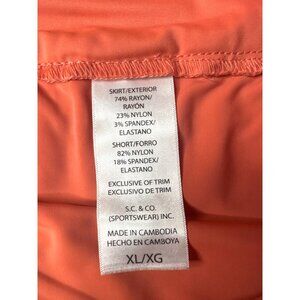 SKIRT/EXTERIOR
74% RAYON/
RAYÓN
23% NYLON
3% SPANDEX/
ELASTANO
SHORT/FORRO
82% NYLON
18% SPANDEX/
ELASTANO
EXCLUSIVE OF TRIM
EXCLUSIVO DE TRIM
S.C. & CO.
(SPORTSWEAR) INC.
MADE IN CAMBODIA
HECHO EN CAMBOYA
XL/XG